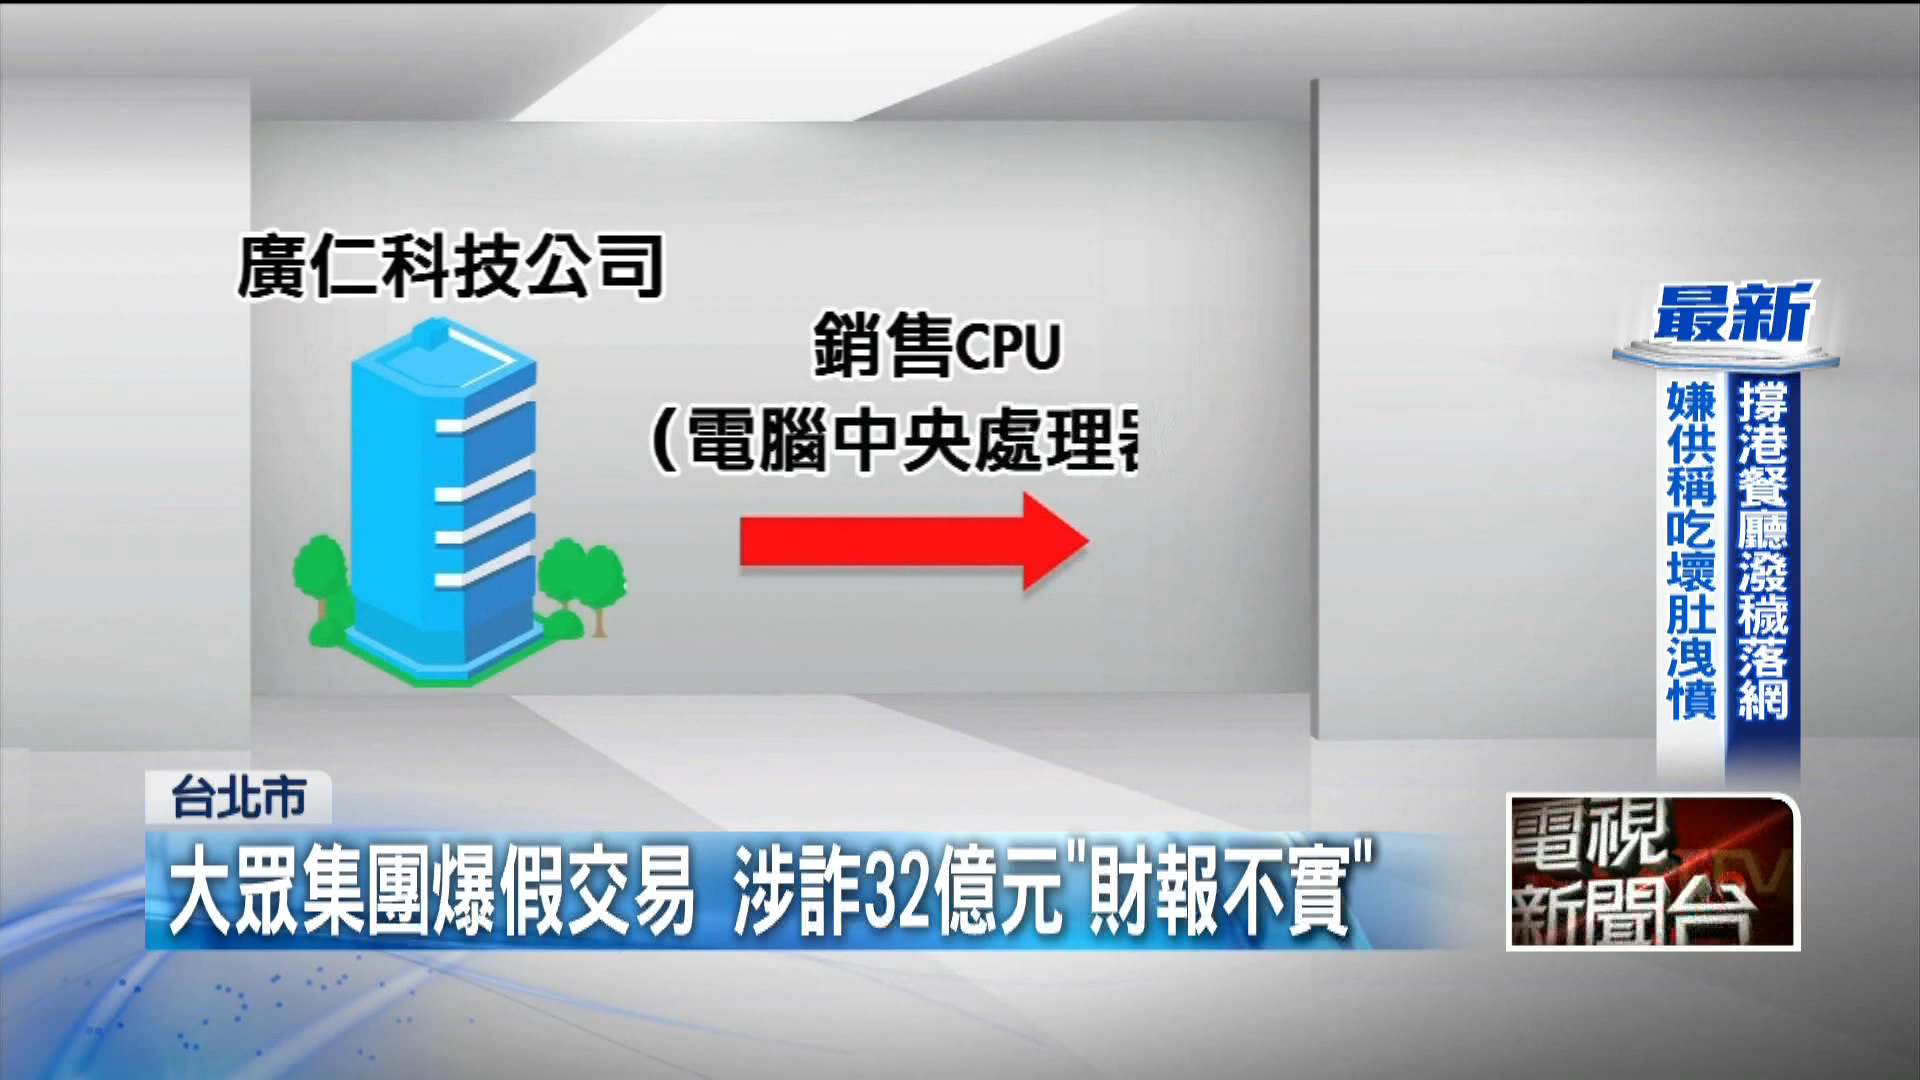 廣仁科技公司
銷售CPU
（電腦中央處理器
最新
撐港餐廳潑穢落網
嫌供稱吃壞肚洩憤
台北市
大眾集團爆假交易 涉詐32億元"財報不實"
電視
新聞台